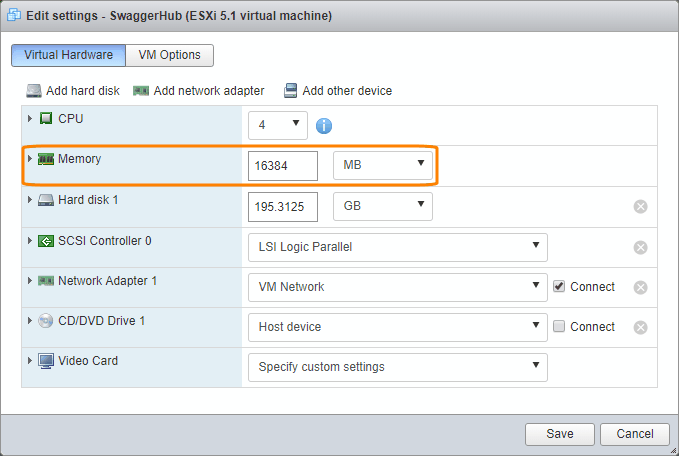 Edit settings - SwaggerHub (ESXi 5.1 virtual machine)
Virtual Hardware VM Options
Add hard disk Add network adapter Add other device
CPU 4
Memory 16384 MB
Hard disk 1 195.3125 GB
SCSI Controller 0 LSI Logic Parallel
Network Adapter 1 VM Network Connect
CD/DVD Drive 1 Host device Connect
Video Card Specify custom settings
Save Cancel